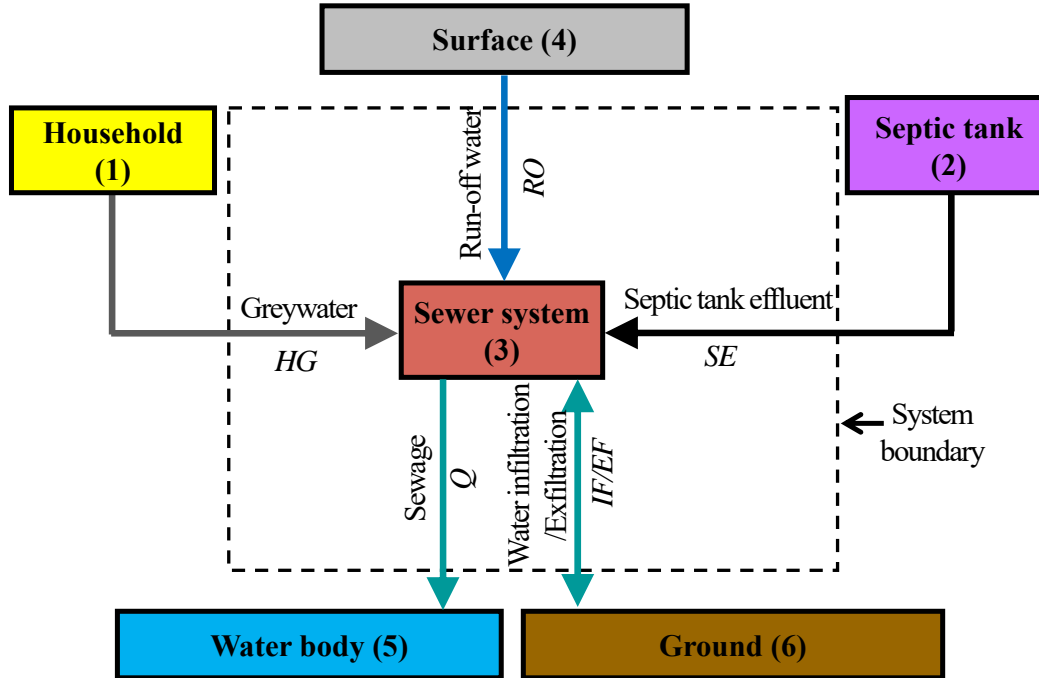 Surface (4)
Household
(1)
Septic tank
(2)
Run-off water
RO
Greywater
HG
Sewer system
(3)
Septic tank effluent
SE
System
boundary
Sewage
Q
Water infiltration
/Exfiltration
IF/EF
Water body (5)
Ground (6)